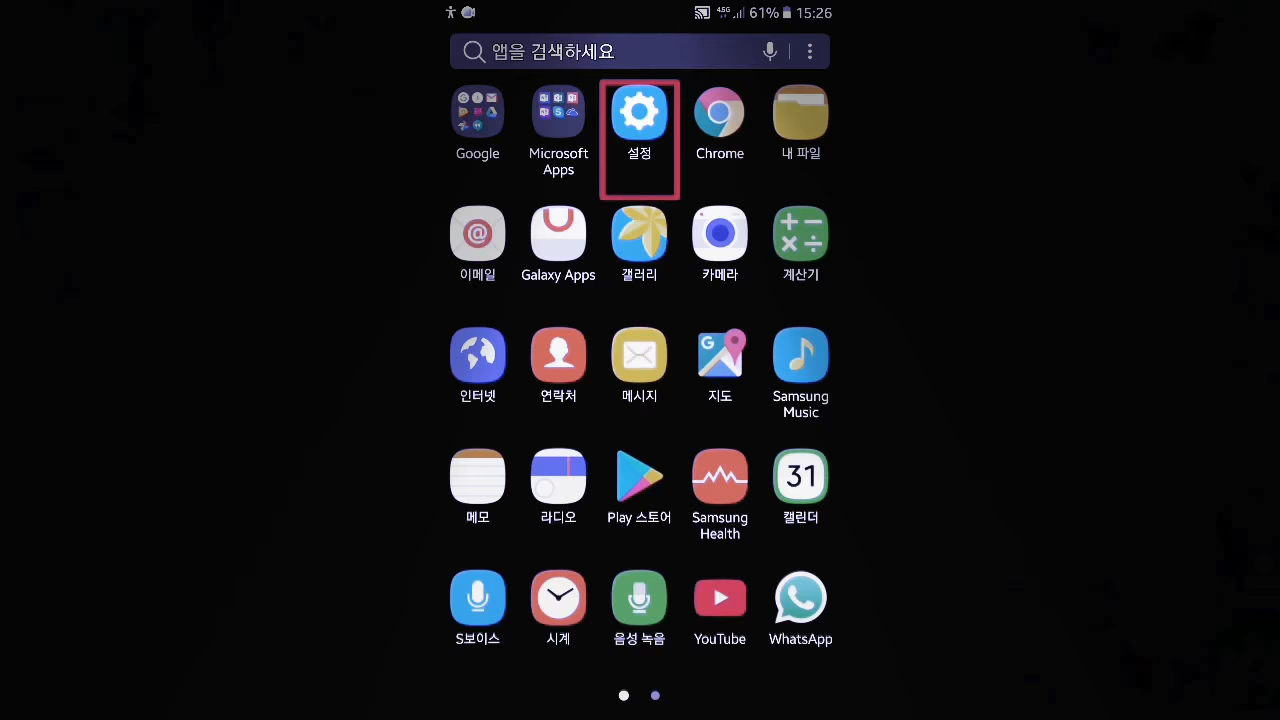 4.5G 61% 15:26
앱을 검색하세요
Google
Microsoft Apps
설정
Chrome
내 파일
@
이메일
Galaxy Apps
갤러리
카메라
계산기
인터넷
연락처
메시지
G
지도
Samsung Music
메모
라디오
Play 스토어
Samsung Health
31
캘린더
S보이스
시계
음성 녹음
YouTube
WhatsApp